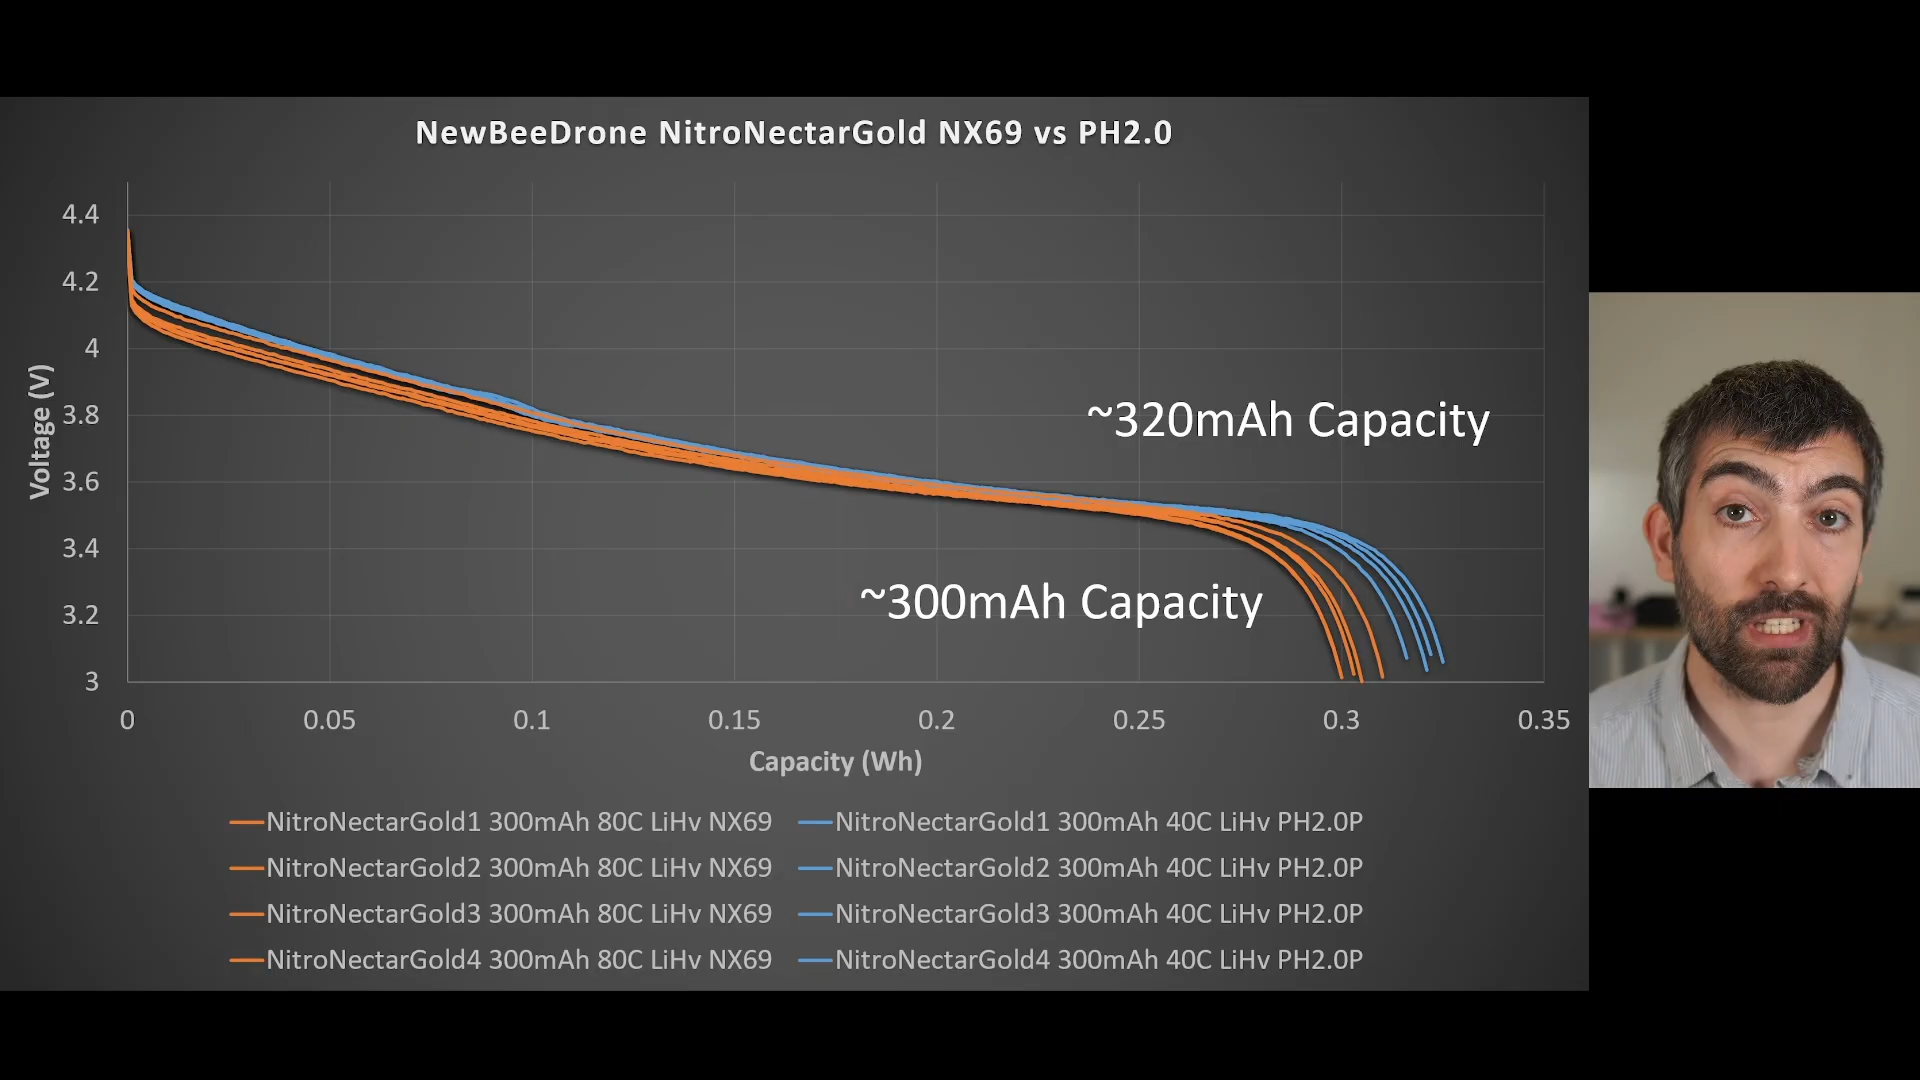 NewBeeDrone NitroNectarGold NX69 vs PH2.0
4.4
4.2
4
3.8
3.6
3.4
3.2
3
Voltage (V)
~320mAh Capacity
~300mAh Capacity
0 0.05 0.1 0.15 0.2 0.25 0.3 0.35
Capacity (Wh)
NitroNectarGold1 300mAh 80C LiHv NX69 NitroNectarGold1 300mAh 40C LiHv PH2.0P
NitroNectarGold2 300mAh 80C LiHv NX69 NitroNectarGold2 300mAh 40C LiHv PH2.0P
NitroNectarGold3 300mAh 80C LiHv NX69 NitroNectarGold3 300mAh 40C LiHv PH2.0P
NitroNectarGold4 300mAh 80C LiHv NX69 NitroNectarGold4 300mAh 40C LiHv PH2.0P